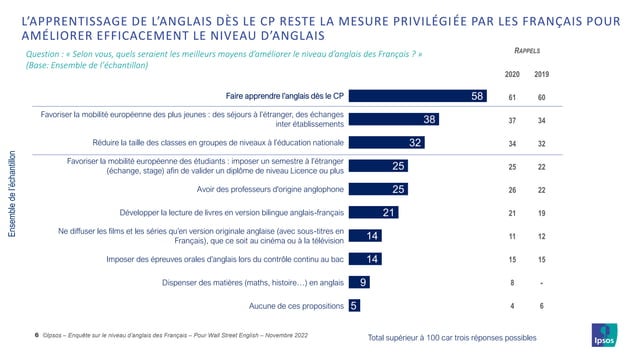 L'APPRENTISSAGE DE L'ANGLAIS DÈS LE CP RESTE LA MESURE PRIVILÉGIÉE PAR LES FRANÇAIS POUR
AMÉLIORER EFFICACEMENT LE NIVEAU D'ANGLAIS
Question : « Selon vous, quels seraient les meilleurs moyens d'améliorer le niveau d'anglais des Français ? »
(Base: Ensemble de l'échantillon)
RAPPELS
2020 2019
Ensemble de l'échantillon
Faire apprendre l'anglais dès le CP 58 61 60
Favoriser la mobilité européenne des plus jeunes : des séjours à l'étranger, des échanges
inter établissements 38 37 34
Réduire la taille des classes en groupes de niveaux à l'éducation nationale 32 34 32
Favoriser la mobilité européenne des étudiants : imposer un semestre à l'étranger
(échange, stage) afin de valider un diplôme de niveau Licence ou plus 25 25 22
Avoir des professeurs d'origine anglophone 25 26 22
Développer la lecture de livres en version bilingue anglais-français 21 21 19
Ne diffuser les films et les séries qu'en version originale anglaise (avec sous-titres en
Français), que ce soit au cinéma ou à la télévision 14 11 12
Imposer des épreuves orales d'anglais lors du contrôle continu au bac 14 15 15
Dispenser des matières (maths, histoire…) en anglais 9 8 -
Aucune de ces propositions 5 4 6
6 ©Ipsos – Enquête sur le niveau d'anglais des Français – Pour Wall Street English – Novembre 2022
Total supérieur à 100 car trois réponses possibles
Ipsos